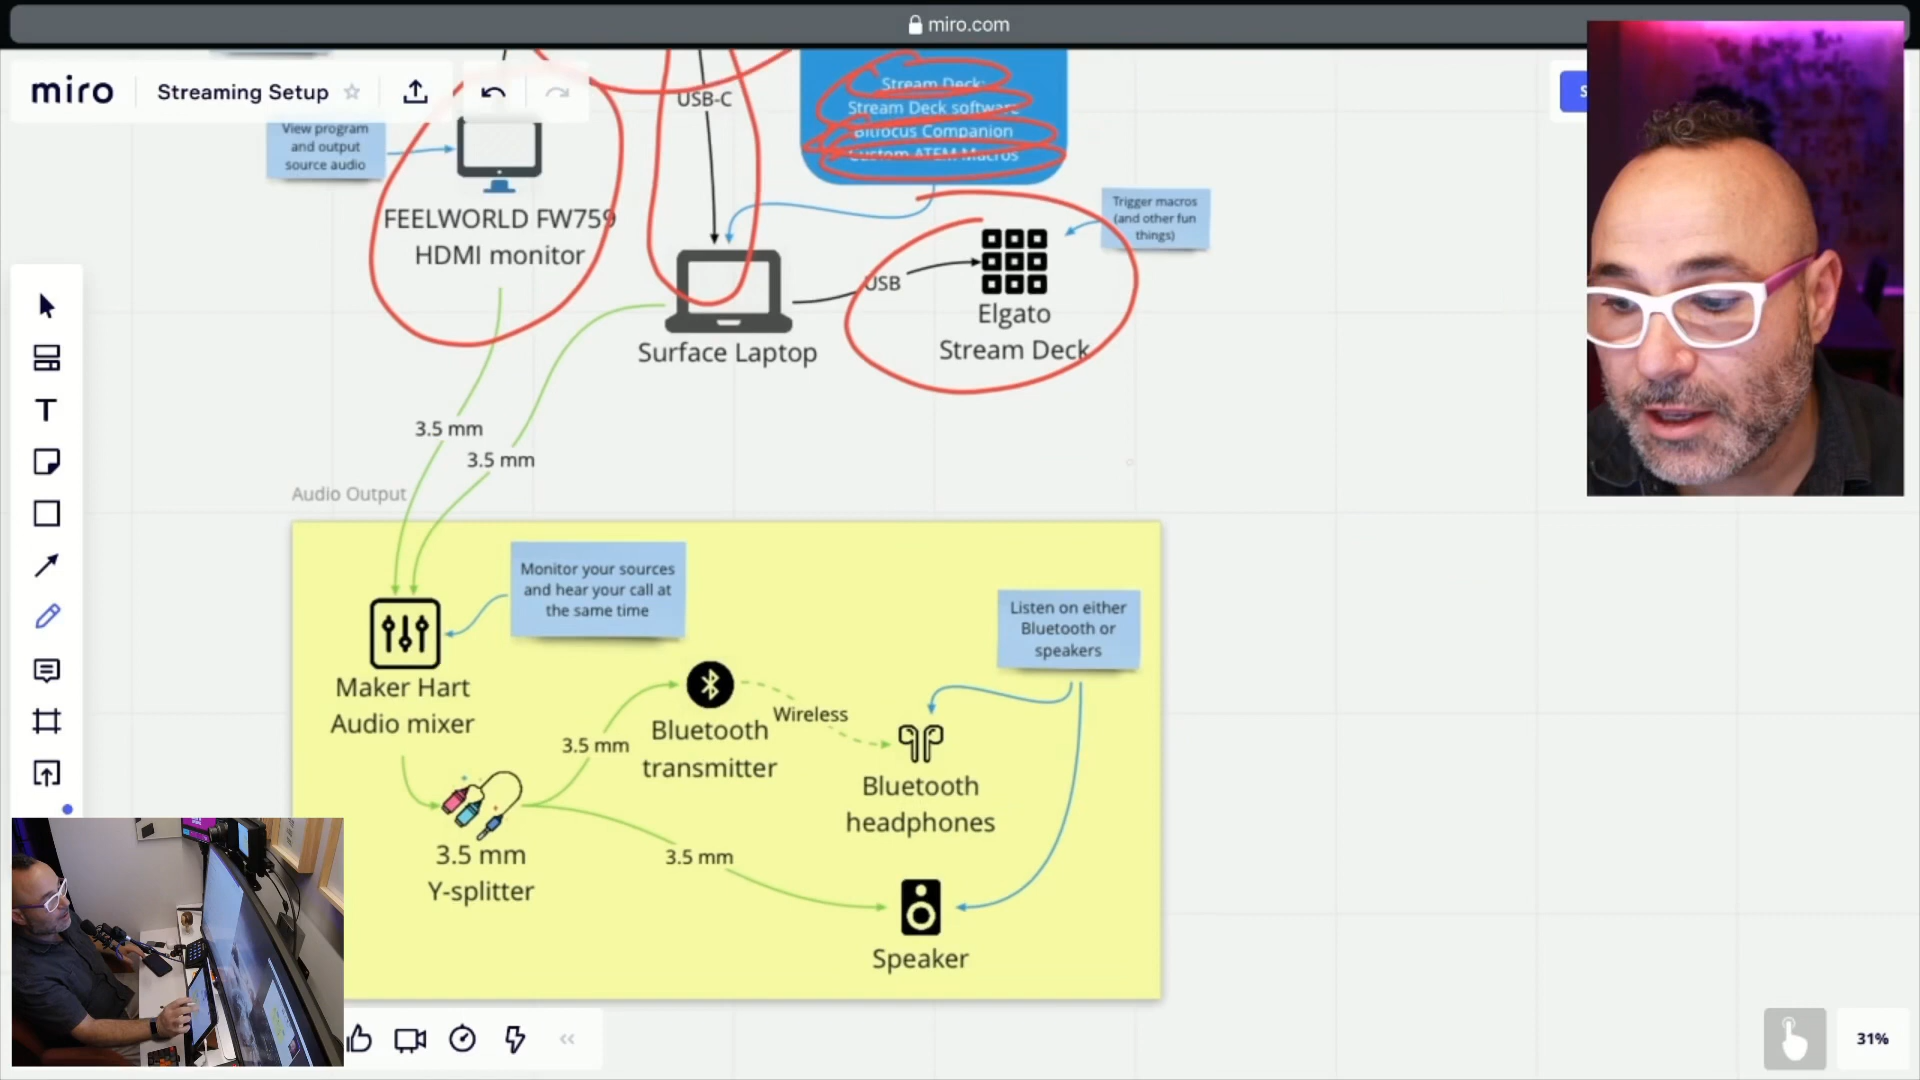 miro.com
miro
Streaming Setup
USB-C
Stream Deck:
Stream Deck software
Bitfocus Companion
Custom ATEM Macros
View program
and output
source audio
FEELWORLD FW759
HDMI monitor
Trigger macros
(and other fun
things)
USB
Elgato
Stream Deck
Surface Laptop
3.5 mm
3.5 mm
Audio Output
Monitor your sources
and hear your call at
the same time
Listen on either
Bluetooth or
speakers
Maker Hart
Audio mixer
Wireless
3.5 mm
Bluetooth
transmitter
Bluetooth
headphones
3.5 mm
Y-splitter
3.5 mm
Speaker
31%